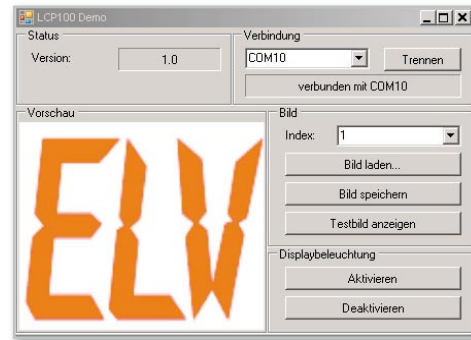 LCP100 Demo
Status
Version:
1.0
Verbindung
COM10
Trennen
verbunden mit COM10
Vorschau
ELV
Bild
Index:
1
Bild laden...
Bild speichern
Testbild anzeigen
Displaybeleuchtung
Aktivieren
Deaktivieren